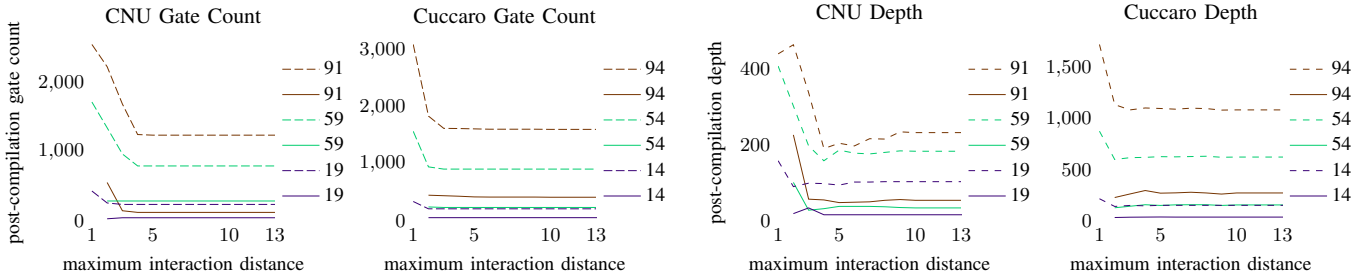 CNU Gate Count
post-compilation gate count
2,000
1,000
0
1 5 10 13
maximum interaction distance
91
91
59
59
19
19
Cuccaro Gate Count
3,000
2,000
1,000
0
1 5 10 13
maximum interaction distance
94
94
54
54
14
14
CNU Depth
post-compilation depth
400
200
0
1 5 10 13
maximum interaction distance
91
94
59
59
19
19
Cuccaro Depth
1,500
1,000
500
0
1 5 10 13
maximum interaction distance
94
94
54
54
14
14